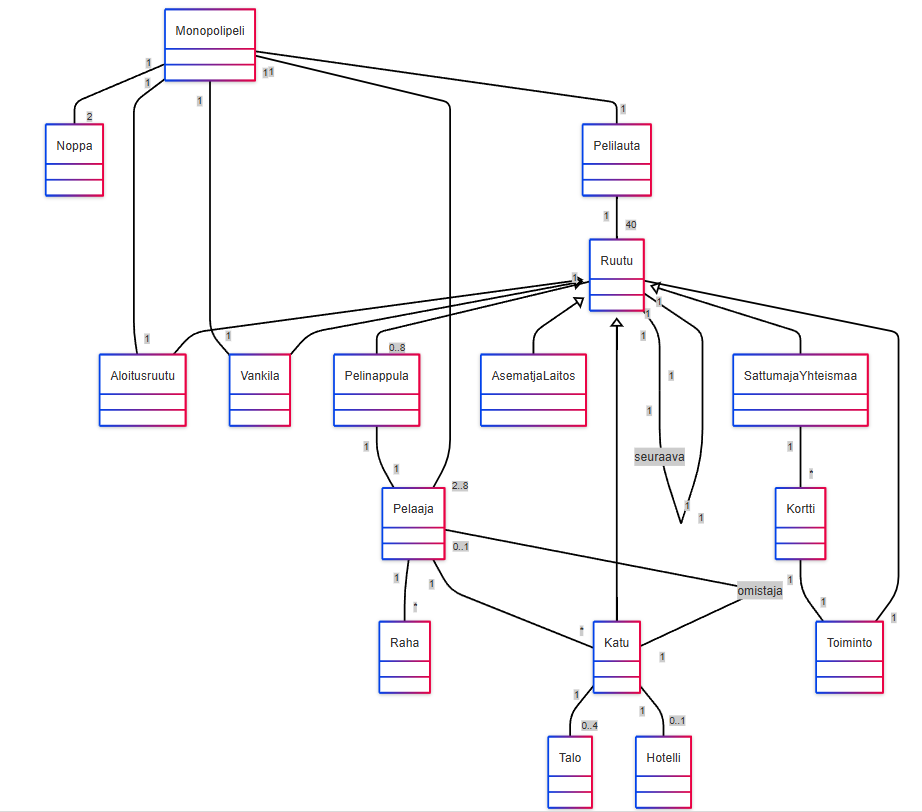 Monopolipeli
1
1
1
11
2
1
Noppa
Pelilauta
1
40
Ruutu
1
1
1
1
1
1
0..8
Aloitusruutu
Vankila
Pelinappula
AsematjaLaitos
SattumajaYhteismaa
1
1
1
1
1
*
seuraava
2..8
1
1
Pelaaja
Kortti
0..1
1
1
*
1
omistaja
1
1
1
*
Raha
Katu
Toiminto
1
1
1
0..4
0..1
Talo
Hotelli